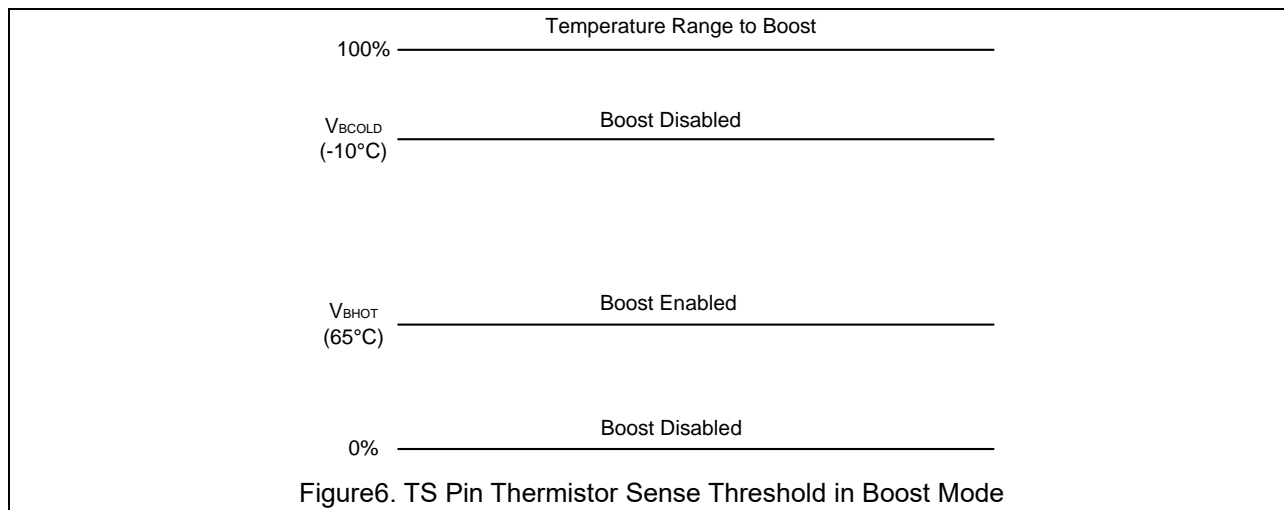 Temperature Range to Boost
100%
Boost Disabled
VBCOLD
(-10°C)
Boost Enabled
VBHOT
(65°C)
Boost Disabled
0%
Figure6. TS Pin Thermistor Sense Threshold in Boost Mode